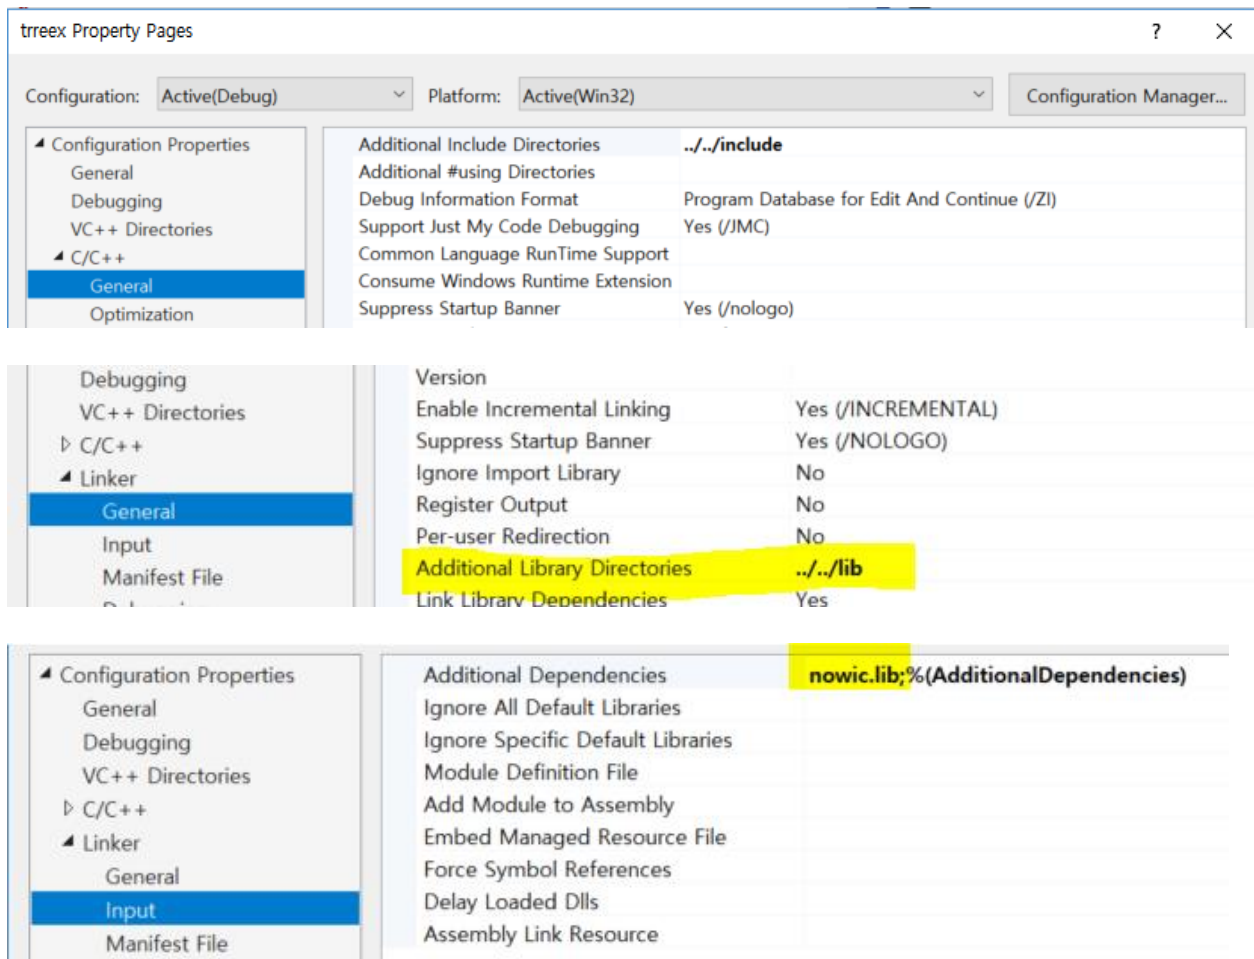 trreex Property Pages
?
Configuration: Active(Debug) Platform: Active(Win32) Configuration Manager...
Configuration Properties
General
Debugging
VC++ Directories
C/C++
General
Optimization
Additional Include Directories ../../include
Additional #using Directories
Debug Information Format Program Database for Edit And Continue (/ZI)
Support Just My Code Debugging Yes (/JMC)
Common Language RunTime Support
Consume Windows Runtime Extension
Suppress Startup Banner Yes (/nologo)
Debugging
VC++ Directories
C/C++
Linker
General
Input
Manifest File
Version
Enable Incremental Linking Yes (/INCREMENTAL)
Suppress Startup Banner Yes (/NOLOGO)
Ignore Import Library No
Register Output No
Per-user Redirection No
Additional Library Directories ../../lib
Link Library Dependencies Yes
Configuration Properties
General
Debugging
VC++ Directories
C/C++
Linker
General
Input
Manifest File
Additional Dependencies nowic.lib;%(AdditionalDependencies)
Ignore All Default Libraries
Ignore Specific Default Libraries
Module Definition File
Add Module to Assembly
Embed Managed Resource File
Force Symbol References
Delay Loaded Dlls
Assembly Link Resource